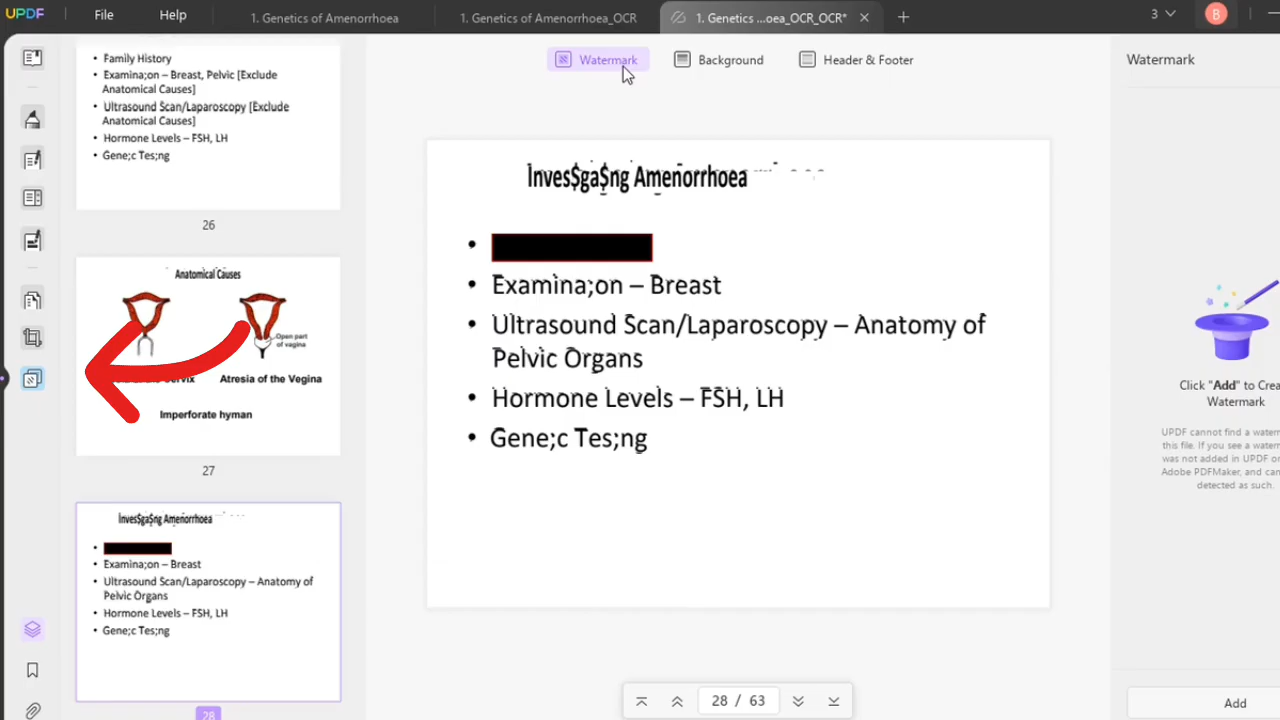 UPDF
File
Help
1. Genetics of Amenorrhoea
1. Genetics of Amenorrhoea_OCR
1. Genetics ...oea_OCR_OCR*
3
B
Watermark
Background
Header & Footer
Watermark
• Family History
• Examina;on – Breast, Pelvic [Exclude
Anatomical Causes]
• Ultrasound Scan/Laparoscopy [Exclude
Anatomical Causes]
• Hormone Levels – FSH, LH
• Gene;c Tes;ng
26
Anatomical Causes
Open part
of vagina
Atresia of the Vegina
Imperforate hyman
27
Inves$ga$ng Amenorrhoea
• Examina;on – Breast
• Ultrasound Scan/Laparoscopy – Anatomy of
Pelvic Organs
• Hormone Levels – FSH, LH
• Gene;c Tes;ng
28
Inves$ga$ng Amenorrhoea
• Examina;on – Breast
• Ultrasound Scan/Laparoscopy – Anatomy of
Pelvic Organs
• Hormone Levels – FSH, LH
• Gene;c Tes;ng
28 / 63
Click "Add" to Crea
Watermark
UPDF cannot find a waterm
this file. If you see a waterm
was not added in UPDF or
Adobe PDFMaker, and can
detected as such.
Add